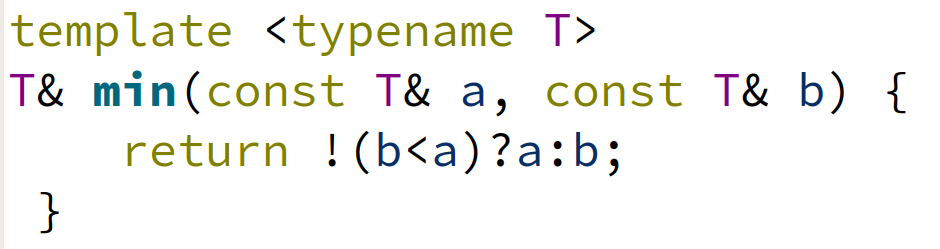 template <typename T>
T& min(const T& a, const T& b) {
return !(b<a)?a:b;
}